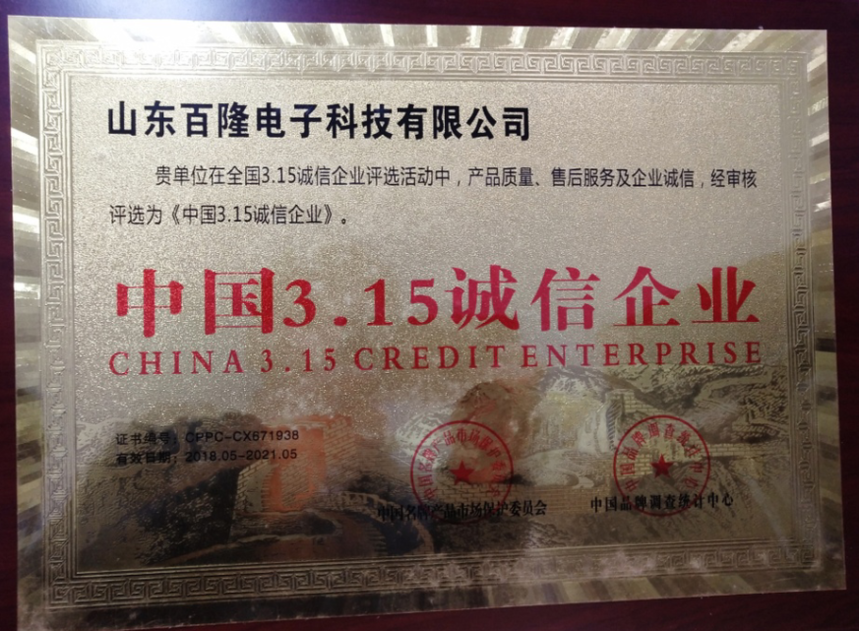 山东百隆电子科技有限公司
贵单位在全国3.15诚信企业评选活动中，产品质量、售后服务及企业诚信，经审核
评选为《中国3.15诚信企业》。
中国3.15诚信企业
CHINA 3.15 CREDIT ENTERPRISE
证书编号：CPPC-CX671938
有效日期：2018.05-2021.05
中国名牌产品市场保护委员会
中国品牌调查统计中心